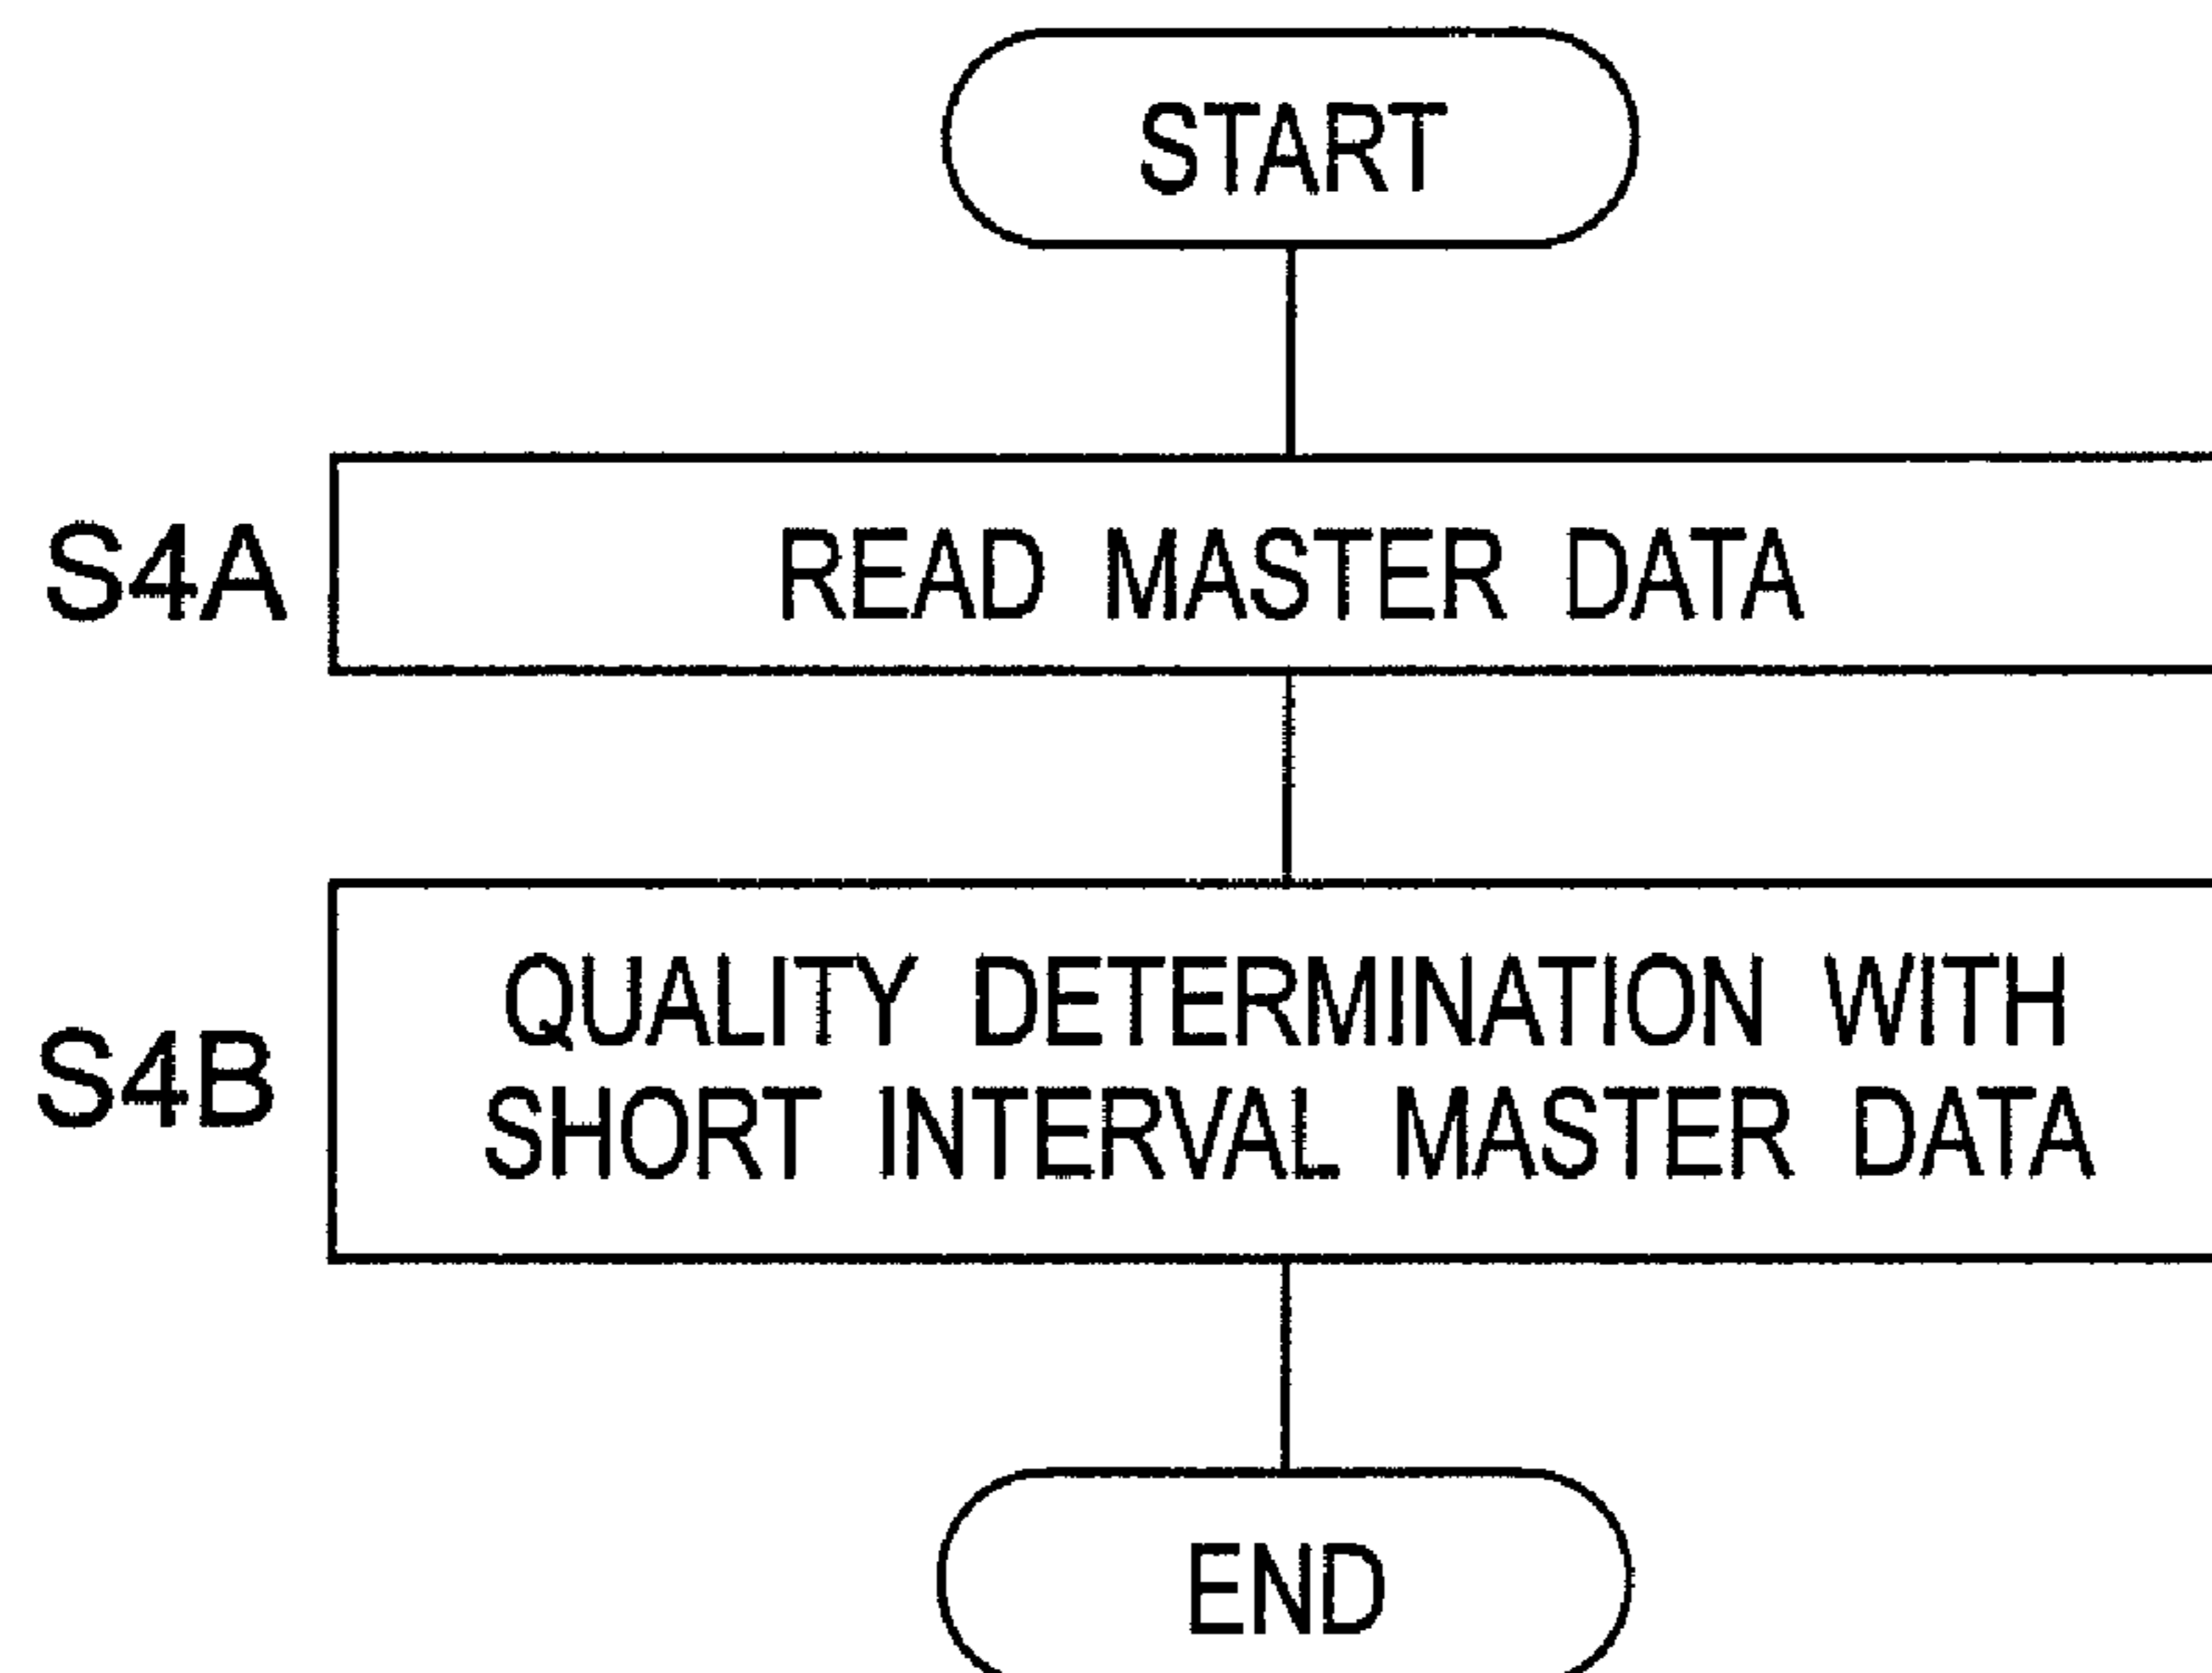 START
S4A
READ MASTER DATA
S4B
QUALITY DETERMINATION WITH
SHORT INTERVAL MASTER DATA
END